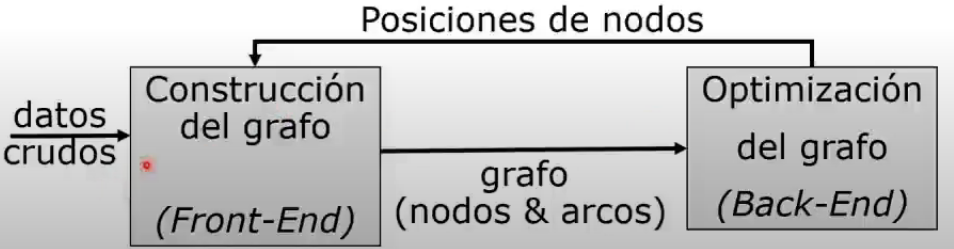 Posiciones de nodos
datos
crudos
Construcción
del grafo
(Front-End)
grafo
(nodos & arcos)
Optimización
del grafo
(Back-End)